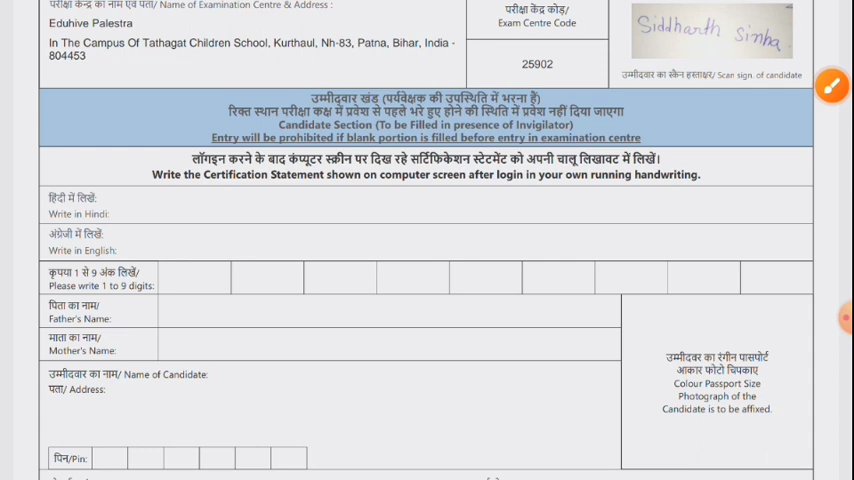 परीक्षा केन्द्र का नाम एवं पता/ Name of Examination Centre & Address :
Eduhive Palestra
In The Campus Of Tathagat Children School, Kurthaul, Nh-83, Patna, Bihar, India -
804453
परीक्षा केंद्र कोड/
Exam Centre Code
25902
Siddharth Sinha
उम्मीदवार का स्कैन हस्ताक्षर/ Scan sign. of candidate
उम्मीदवार खंड (पर्यवेक्षक की उपस्थिति में भरना हैं)
रिक्त स्थान परीक्षा कक्ष में प्रवेश से पहले भरे हुए होने की स्थिति में प्रवेश नहीं दिया जाएगा
Candidate Section (To be Filled in presence of Invigilator)
Entry will be prohibited if blank portion is filled before entry in examination centre
लॉगइन करने के बाद कंप्यूटर स्क्रीन पर दिख रहे सर्टिफिकेशन स्टेटमेंट को अपनी चालू लिखावट में लिखें।
Write the Certification Statement shown on computer screen after login in your own running handwriting.
हिंदी में लिखें:
Write in Hindi:
अंग्रेजी में लिखें:
Write in English:
कृपया 1 से 9 अंक लिखें/
Please write 1 to 9 digits:
पिता का नाम/
Father's Name:
माता का नाम/
Mother's Name:
उम्मीदवार का नाम/ Name of Candidate:
पता/ Address:
उम्मीदवार का रंगीन पासपोर्ट
आकार फोटो चिपकाए
Colour Passport Size
Photograph of the
Candidate is to be affixed.
पिन/Pin: